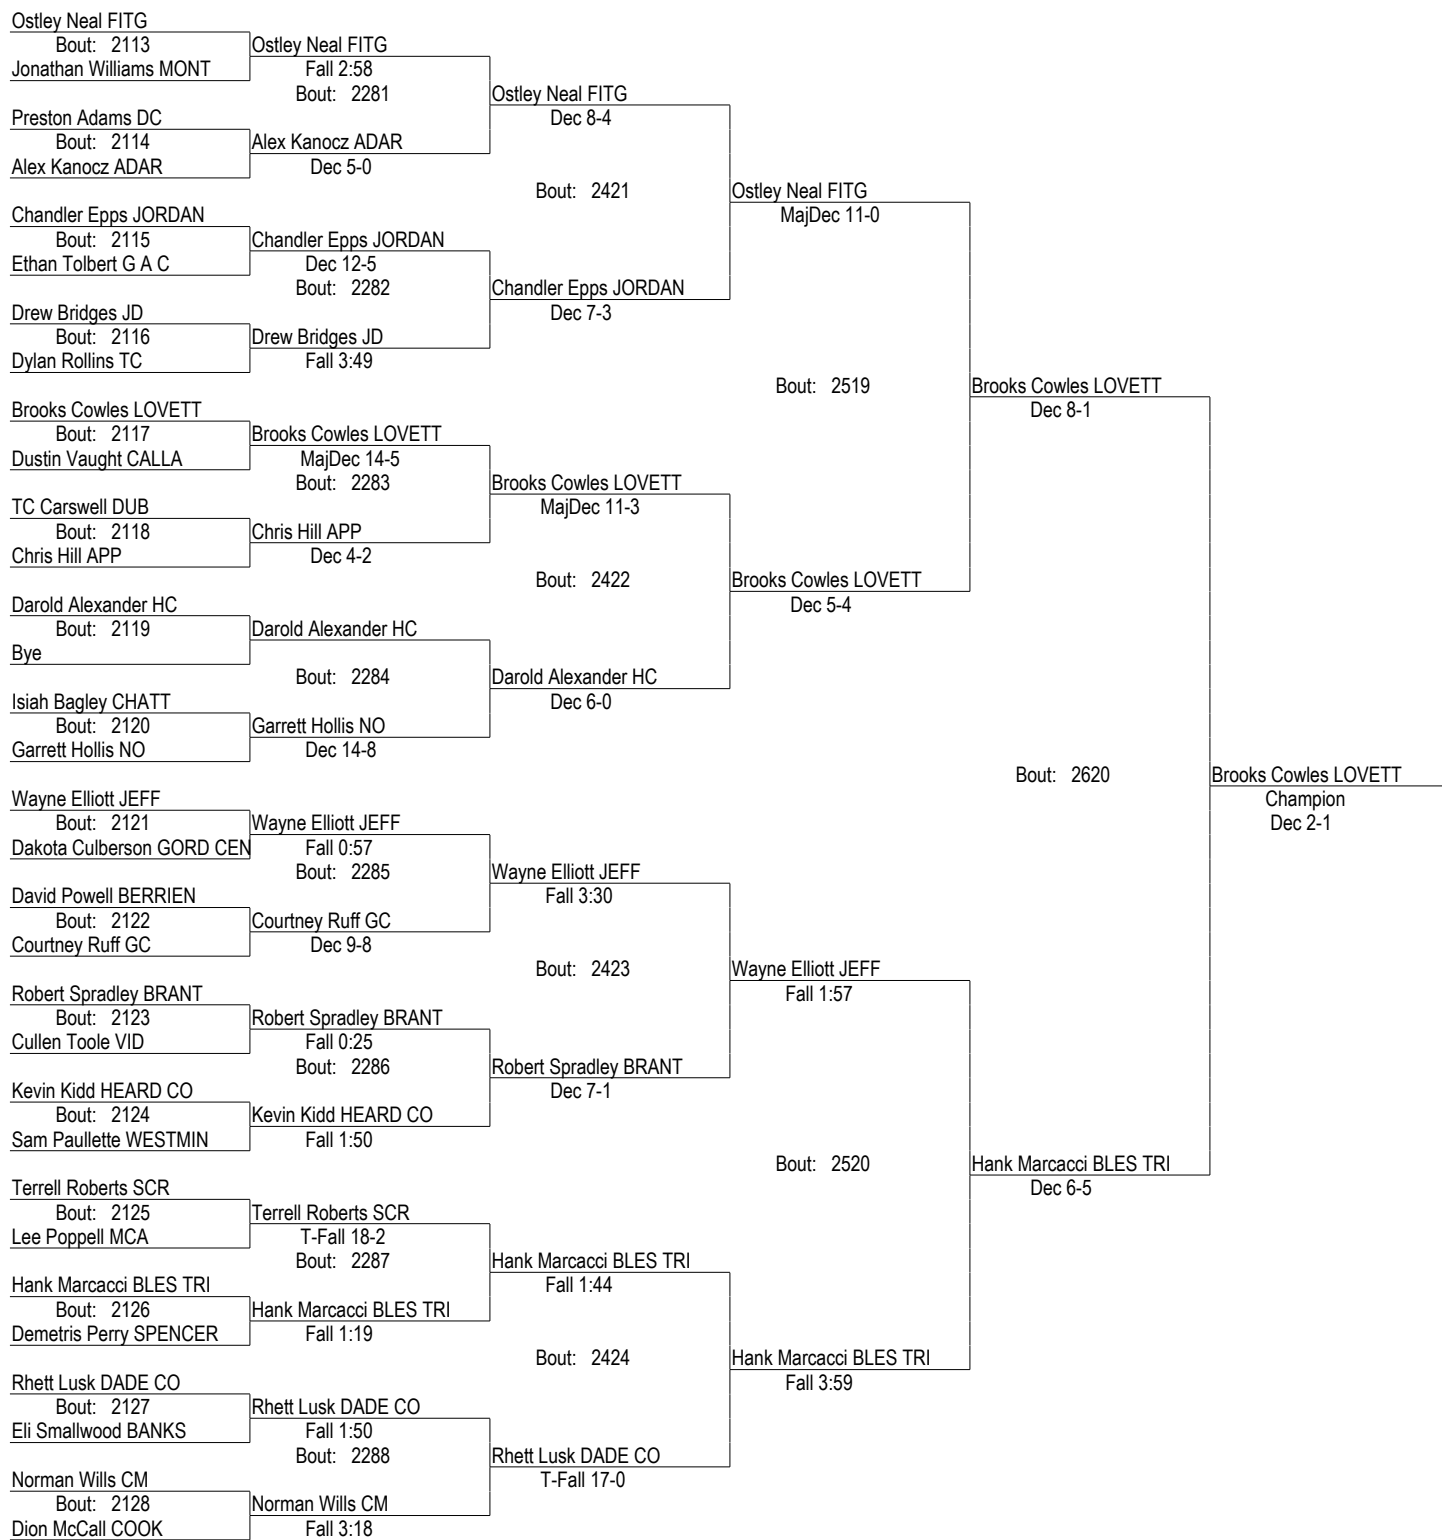 Ostley Neal FITG
Bout: 2113
Jonathan Williams MONT
Preston Adams DC
Bout: 2114
Alex Kanocz ADAR
Chandler Epps JORDAN
Bout: 2115
Ethan Tolbert G A C
Drew Bridges JD
Bout: 2116
Dylan Rollins TC
Brooks Cowles LOVETT
Bout: 2117
Dustin Vaught CALLA
TC Carswell DUB
Bout: 2118
Chris Hill APP
Darold Alexander HC
Bout: 2119
Bye
Isiah Bagley CHATT
Bout: 2120
Garrett Hollis NO
Wayne Elliott JEFF
Bout: 2121
Dakota Culberson GORD CEN
David Powell BERRIEN
Bout: 2122
Courtney Ruff GC
Robert Spradley BRANT
Bout: 2123
Cullen Toole VID
Kevin Kidd HEARD CO
Bout: 2124
Sam Paullette WESTMIN
Terrell Roberts SCR
Bout: 2125
Lee Poppell MCA
Hank Marcacci BLES TRI
Bout: 2126
Demetris Perry SPENCER
Rhett Lusk DADE CO
Bout: 2127
Eli Smallwood BANKS
Norman Wills CM
Bout: 2128
Dion McCall COOK
Ostley Neal FITG
Fall 2:58
Bout: 2281
Alex Kanocz ADAR
Dec 5-0
Chandler Epps JORDAN
Dec 12-5
Bout: 2282
Drew Bridges JD
Fall 3:49
Brooks Cowles LOVETT
MajDec 14-5
Bout: 2283
Chris Hill APP
Dec 4-2
Darold Alexander HC
Bout: 2284
Garrett Hollis NO
Dec 14-8
Wayne Elliott JEFF
Fall 0:57
Bout: 2285
Courtney Ruff GC
Dec 9-8
Robert Spradley BRANT
Fall 0:25
Bout: 2286
Kevin Kidd HEARD CO
Fall 1:50
Terrell Roberts SCR
T-Fall 18-2
Bout: 2287
Hank Marcacci BLES TRI
Fall 1:19
Rhett Lusk DADE CO
Fall 1:50
Bout: 2288
Norman Wills CM
Fall 3:18
Ostley Neal FITG
Dec 8-4
Bout: 2421
Chandler Epps JORDAN
Dec 7-3
Brooks Cowles LOVETT
MajDec 11-3
Bout: 2422
Darold Alexander HC
Dec 6-0
Wayne Elliott JEFF
Fall 3:30
Bout: 2423
Robert Spradley BRANT
Dec 7-1
Hank Marcacci BLES TRI
Fall 1:44
Bout: 2424
Rhett Lusk DADE CO
T-Fall 17-0
Ostley Neal FITG
MajDec 11-0
Bout: 2519
Brooks Cowles LOVETT
Dec 5-4
Wayne Elliott JEFF
Fall 1:57
Bout: 2520
Hank Marcacci BLES TRI
Fall 3:59
Brooks Cowles LOVETT
Dec 8-1
Bout: 2620
Hank Marcacci BLES TRI
Dec 6-5
Brooks Cowles LOVETT
Champion
Dec 2-1